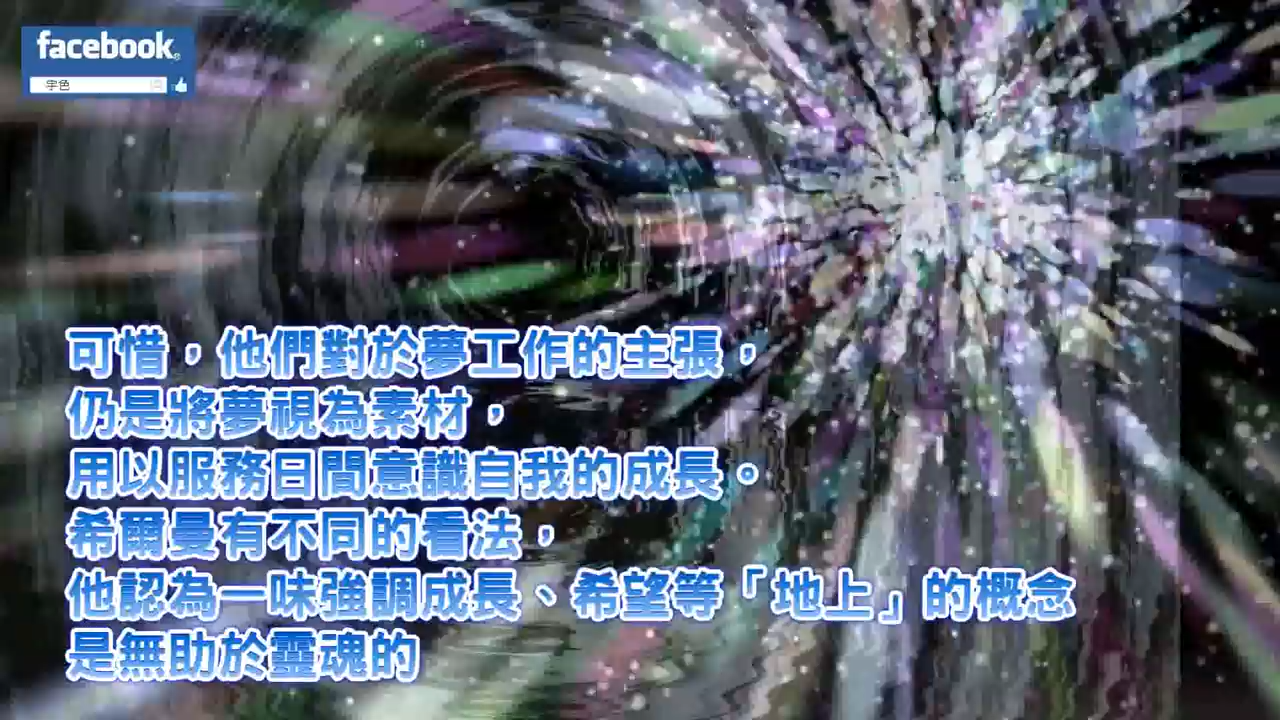 facebook
宇色
可惜，他們對於夢工作的主張，
仍是將夢視為素材，
用以服務日間意識自我的成長。
希爾曼有不同的看法，
他認為一味強調成長、希望等「地上」的概念
是無助於靈魂的